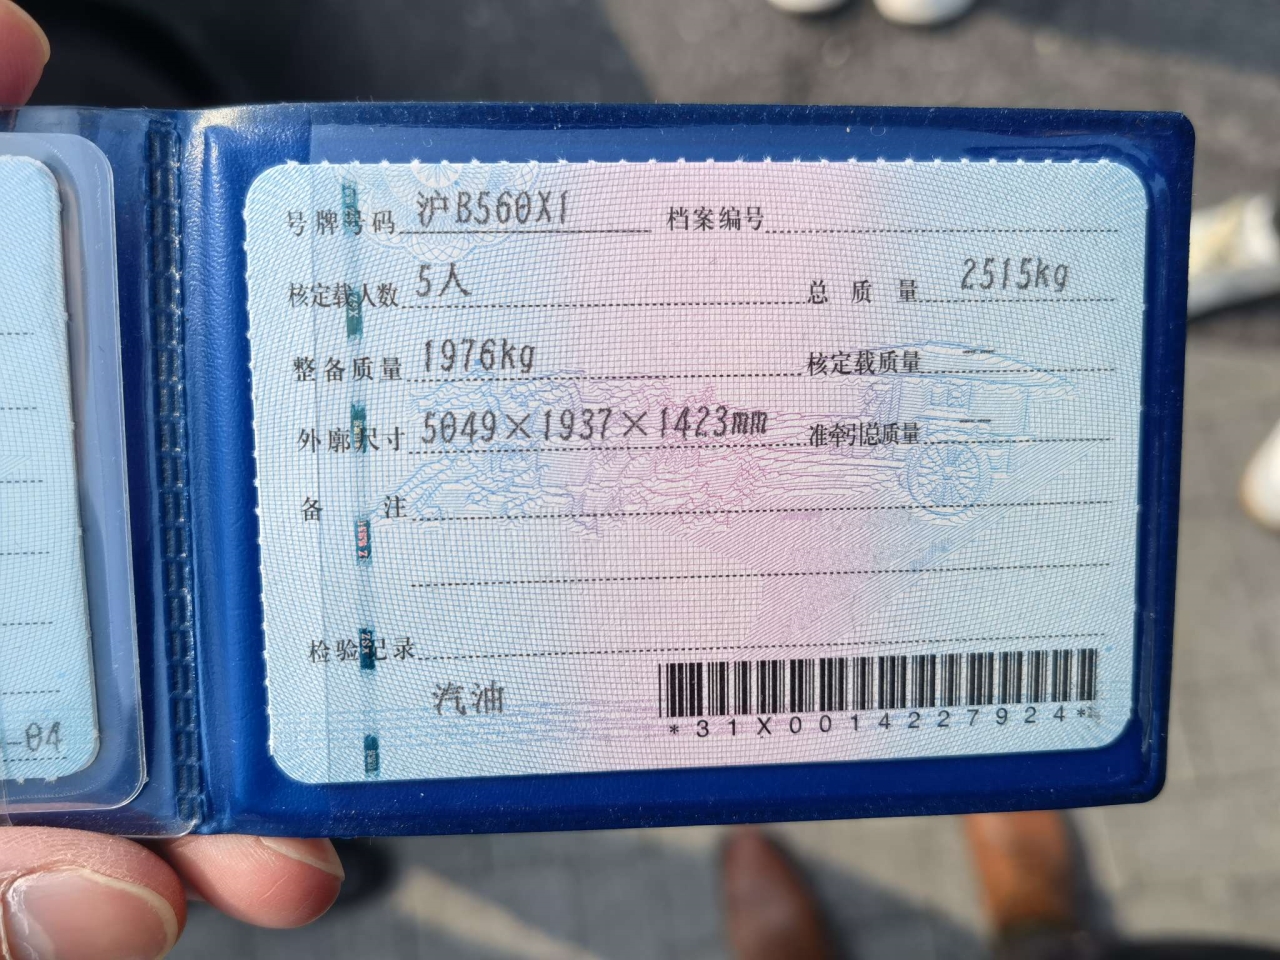 号牌号码 沪B560X1 档案编号
核定载人数 5人 总质量 2515kg
整备质量 1976kg 核定载质量 --
外廓尺寸 5049×1937×1423mm 准牵引总质量 --
备注
检验记录
汽油
*31X0014227924*
-04